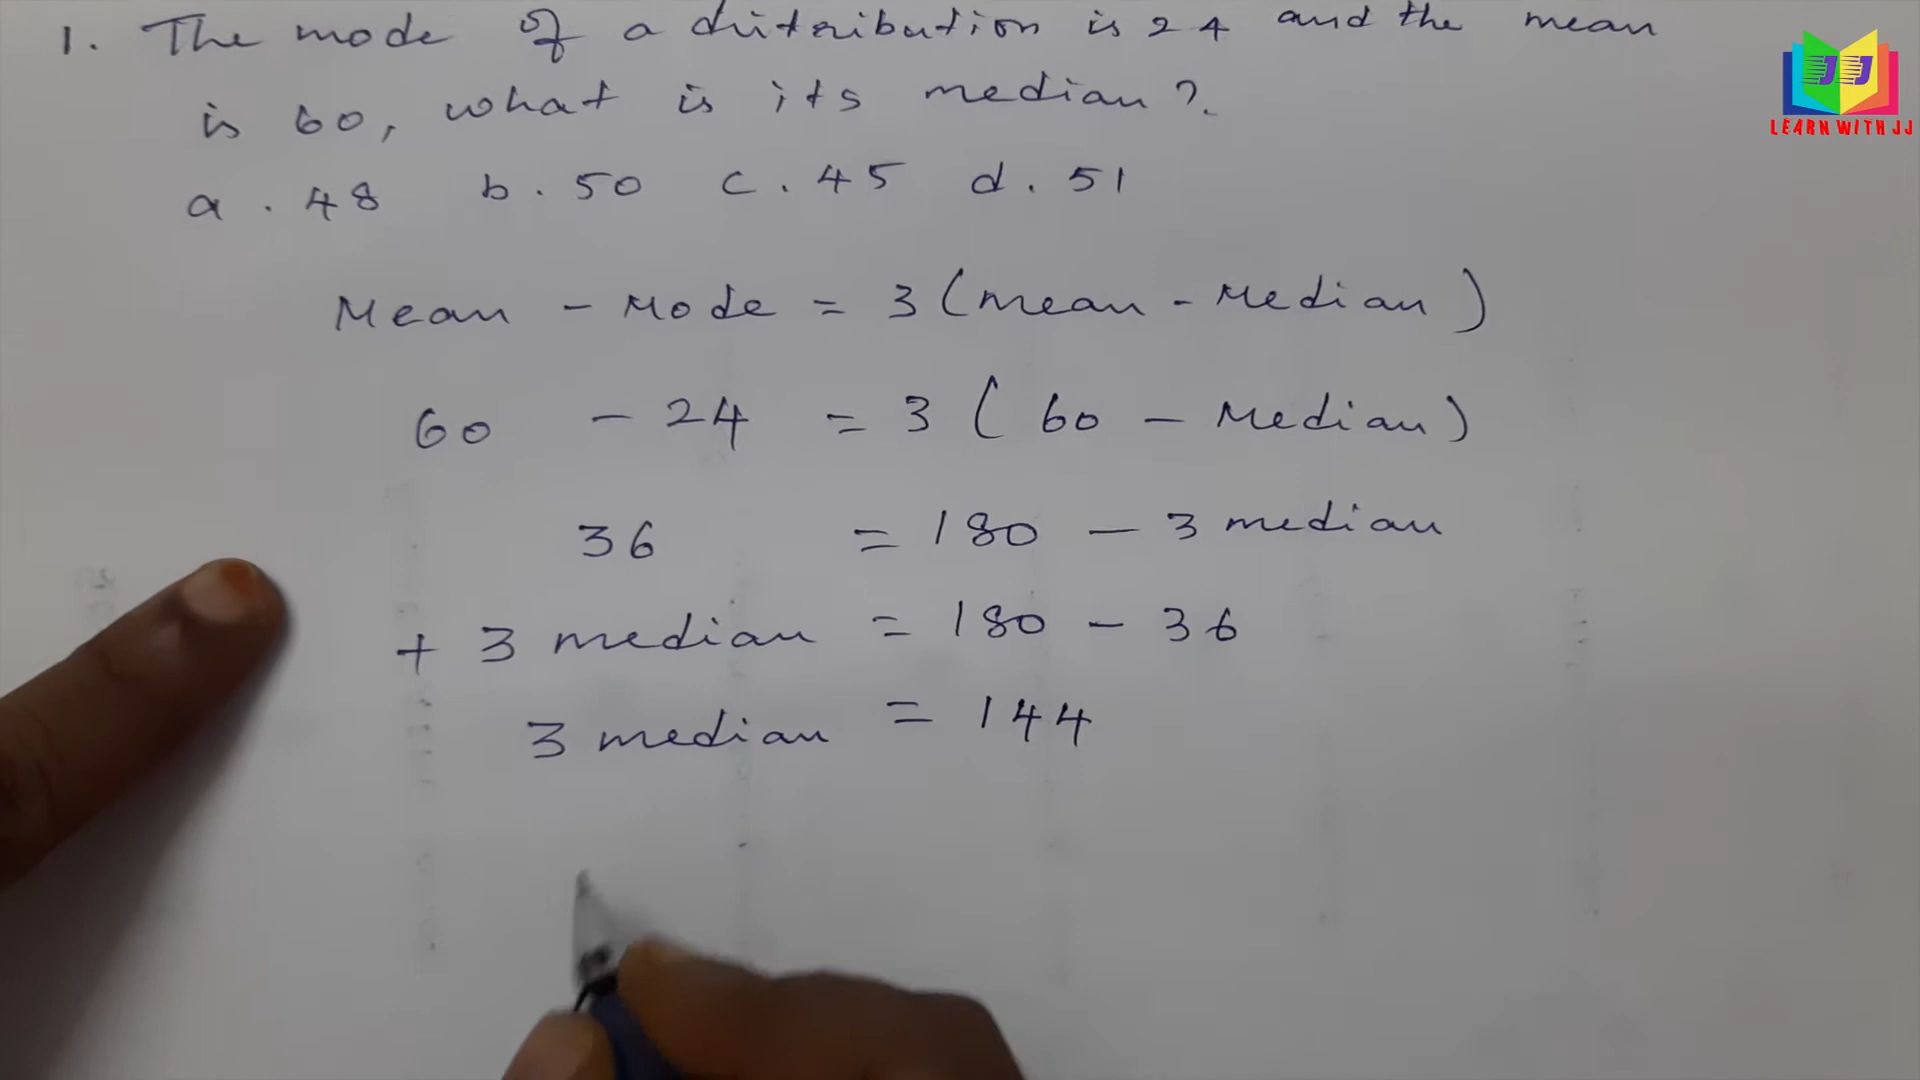 1. The mode of a distribution is 24 and the mean
is 60, what is its median?
a. 48 b. 50 c. 45 d. 51
Mean - Mode = 3 (mean - Median)
60 - 24 = 3 (60 - Median)
36 = 180 - 3 median
+ 3 median = 180 - 36
3 median = 144
JJ
LEARN WITH JJ